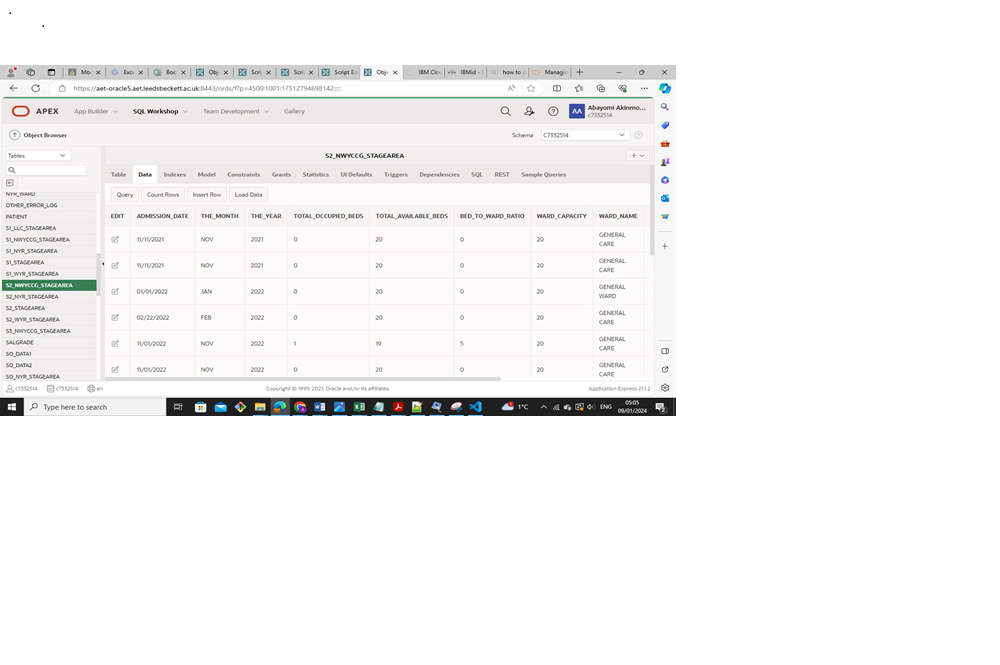 Mo
Exce
Boo
Obj
Scri
Scri
Script Ed
Obje
IBM Clou
IBMid - S
how to c
Managin
https://aet-oracle5.aet.leedsbeckett.ac.uk:8443/ords/f?p=4500:1001:17512794698142:::::
APEX
App Builder
SQL Workshop
Team Development
Gallery
AA
Abayomi Akinmo...
c7332514
Object Browser
Schema
C7332514
Tables
S2_NWYCCG_STAGEAREA
Table
Data
Indexes
Model
Constraints
Grants
Statistics
UI Defaults
Triggers
Dependencies
SQL
REST
Sample Queries
NYR_WARD
OTHER_ERROR_LOG
PATIENT
S1_LLC_STAGEAREA
S1_NWYCCG_STAGEAREA
S1_NYR_STAGEAREA
S1_STAGEAREA
S1_WYR_STAGEAREA
S2_NWYCCG_STAGEAREA
S2_NYR_STAGEAREA
S2_STAGEAREA
S2_WYR_STAGEAREA
S3_NWYCCG_STAGEAREA
SALGRADE
SO_DATA1
SO_DATA2
SO_NYR_STAGEAREA
Query
Count Rows
Insert Row
Load Data
EDIT ADMISSION_DATE THE_MONTH THE_YEAR TOTAL_OCCUPIED_BEDS TOTAL_AVAILABLE_BEDS BED_TO_WARD_RATIO WARD_CAPACITY WARD_NAME
11/11/2021 NOV 2021 0 20 0 20 GENERAL CARE
11/11/2021 NOV 2021 0 20 0 20 GENERAL CARE
01/01/2022 JAN 2022 0 20 0 20 GENERAL WARD
02/22/2022 FEB 2022 0 20 0 20 GENERAL CARE
11/01/2022 NOV 2022 1 19 5 20 GENERAL CARE
11/01/2022 NOV 2022 0 20 0 20 GENERAL CARE
c7332514
c7332514
en
Copyright © 1999, 2021, Oracle and/or its affiliates.
Application Express 21.1.2
Type here to search
1°C
ENG
05:05
09/01/2024
2